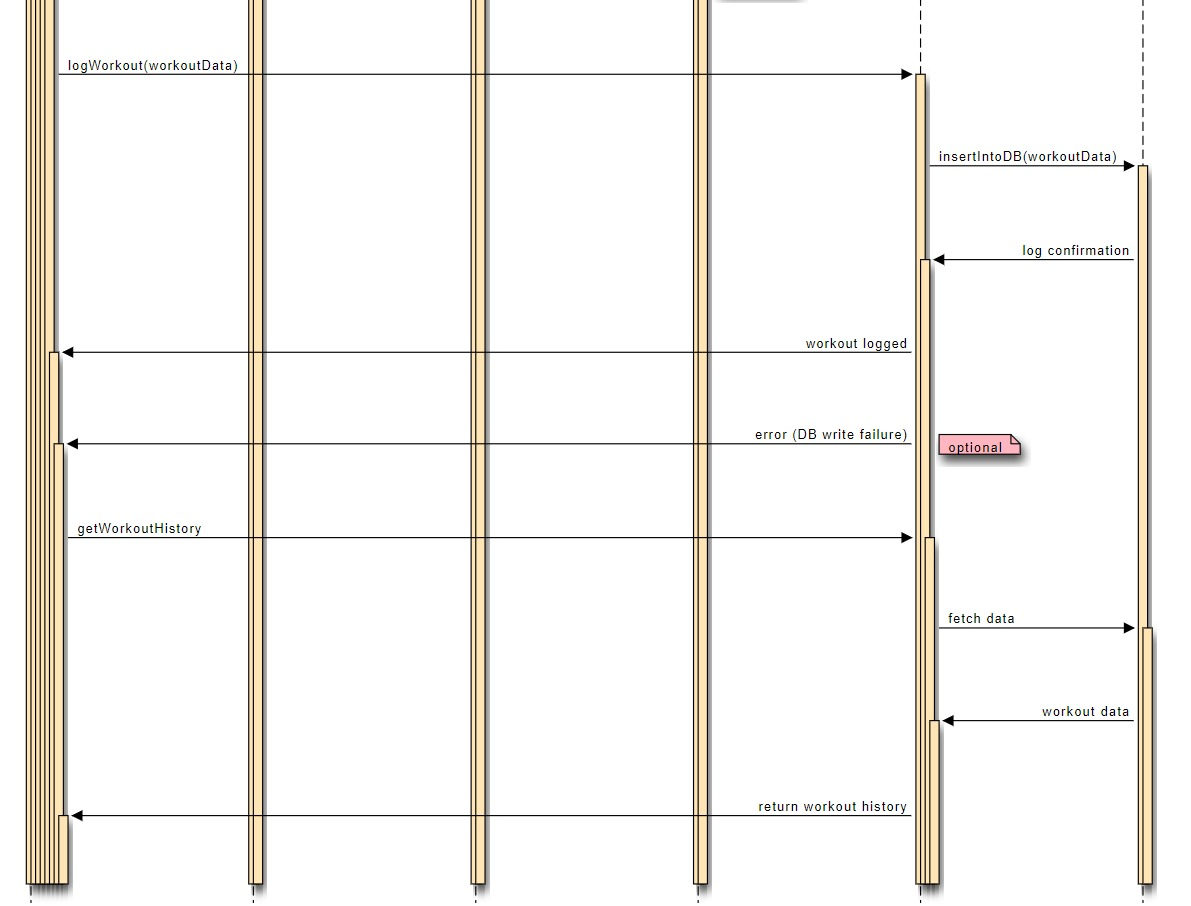 logWorkout(workoutData)
insertIntoDB(workoutData)
log confirmation
workout logged
error (DB write failure)
optional
getWorkoutHistory
fetch data
workout data
return workout history